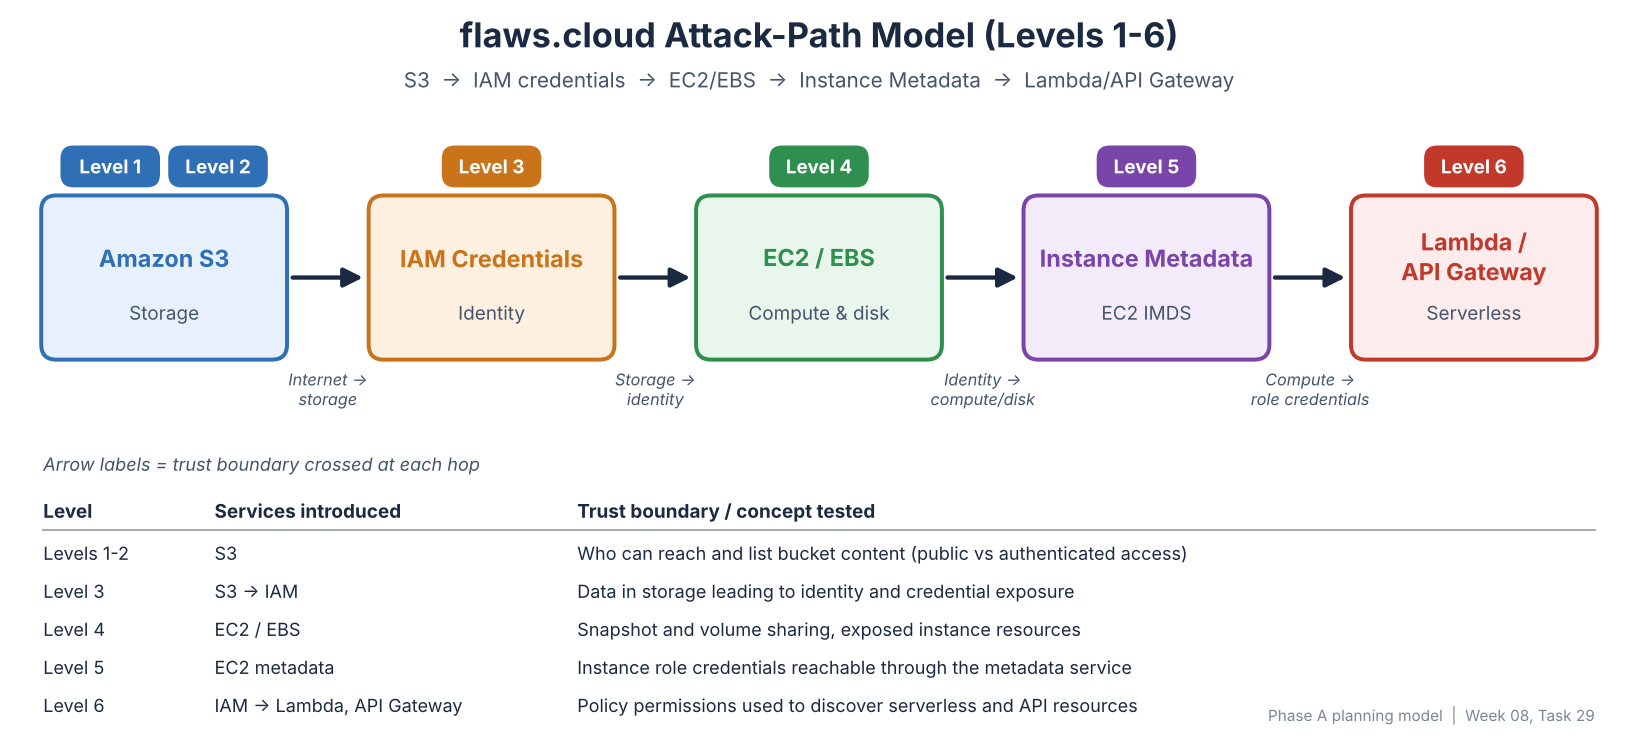 flaws.cloud Attack-Path Model (Levels 1-6)
S3 → IAM credentials → EC2/EBS → Instance Metadata → Lambda/API Gateway
Level 1
Level 2
Level 3
Level 4
Level 5
Level 6
Amazon S3
Storage
IAM Credentials
Identity
EC2 / EBS
Compute & disk
Instance Metadata
EC2 IMDS
Lambda /
API Gateway
Serverless
Internet →
storage
Storage →
identity
Identity →
compute/disk
Compute →
role credentials
Arrow labels = trust boundary crossed at each hop
Level Services introduced Trust boundary / concept tested
Levels 1-2 S3 Who can reach and list bucket content (public vs authenticated access)
Level 3 S3 → IAM Data in storage leading to identity and credential exposure
Level 4 EC2 / EBS Snapshot and volume sharing, exposed instance resources
Level 5 EC2 metadata Instance role credentials reachable through the metadata service
Level 6 IAM → Lambda, API Gateway Policy permissions used to discover serverless and API resources
Phase A planning model | Week 08, Task 29